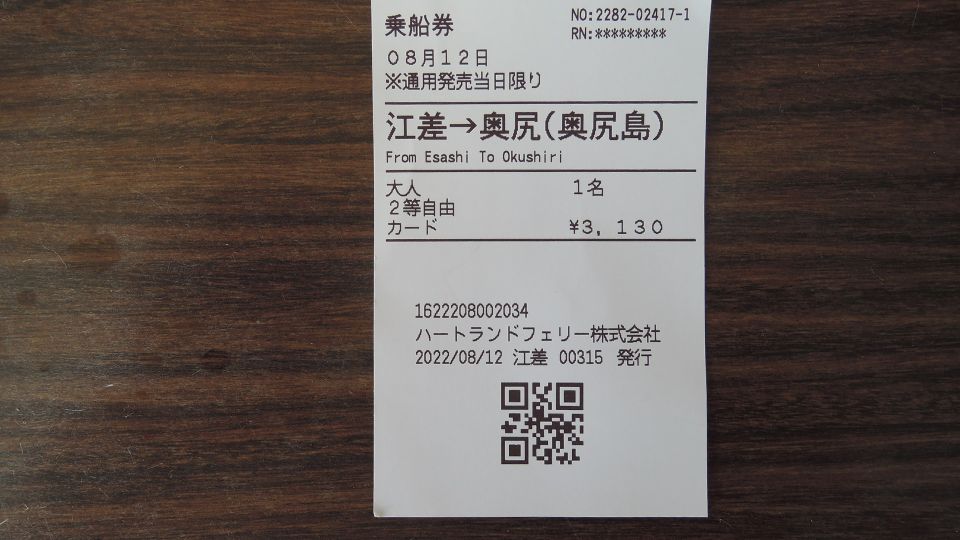 乗船券
NO:2282-02417-1
RN:*********
08月12日
※通用発売当日限り
江差→奥尻(奥尻島)
From Esashi To Okushiri
大人 1名
2等自由
カード ¥3,130
1622208002034
ハートランドフェリー株式会社
2022/08/12 江差 00315 発行